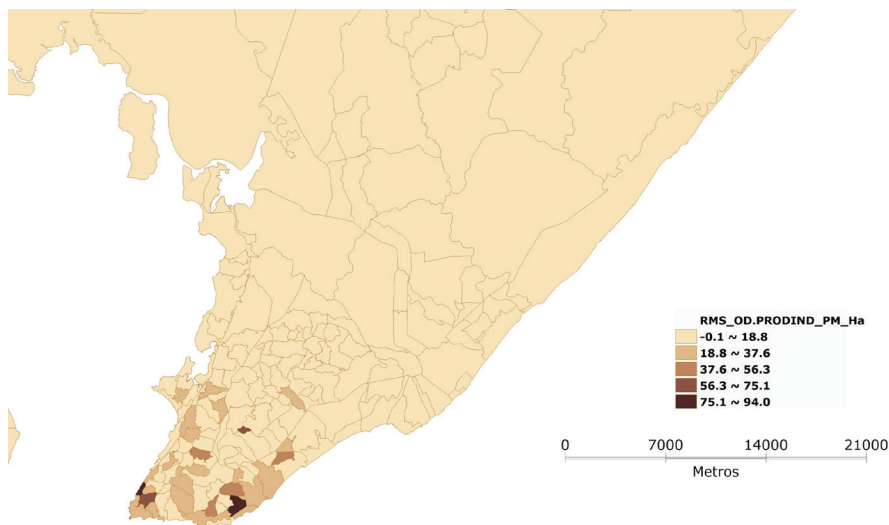 RMS_OD.PRODIND_PM_Ha
-0.1 ~ 18.8
18.8 ~ 37.6
37.6 ~ 56.3
56.3 ~ 75.1
75.1 ~ 94.0
0 7000 14000 21000
Metros